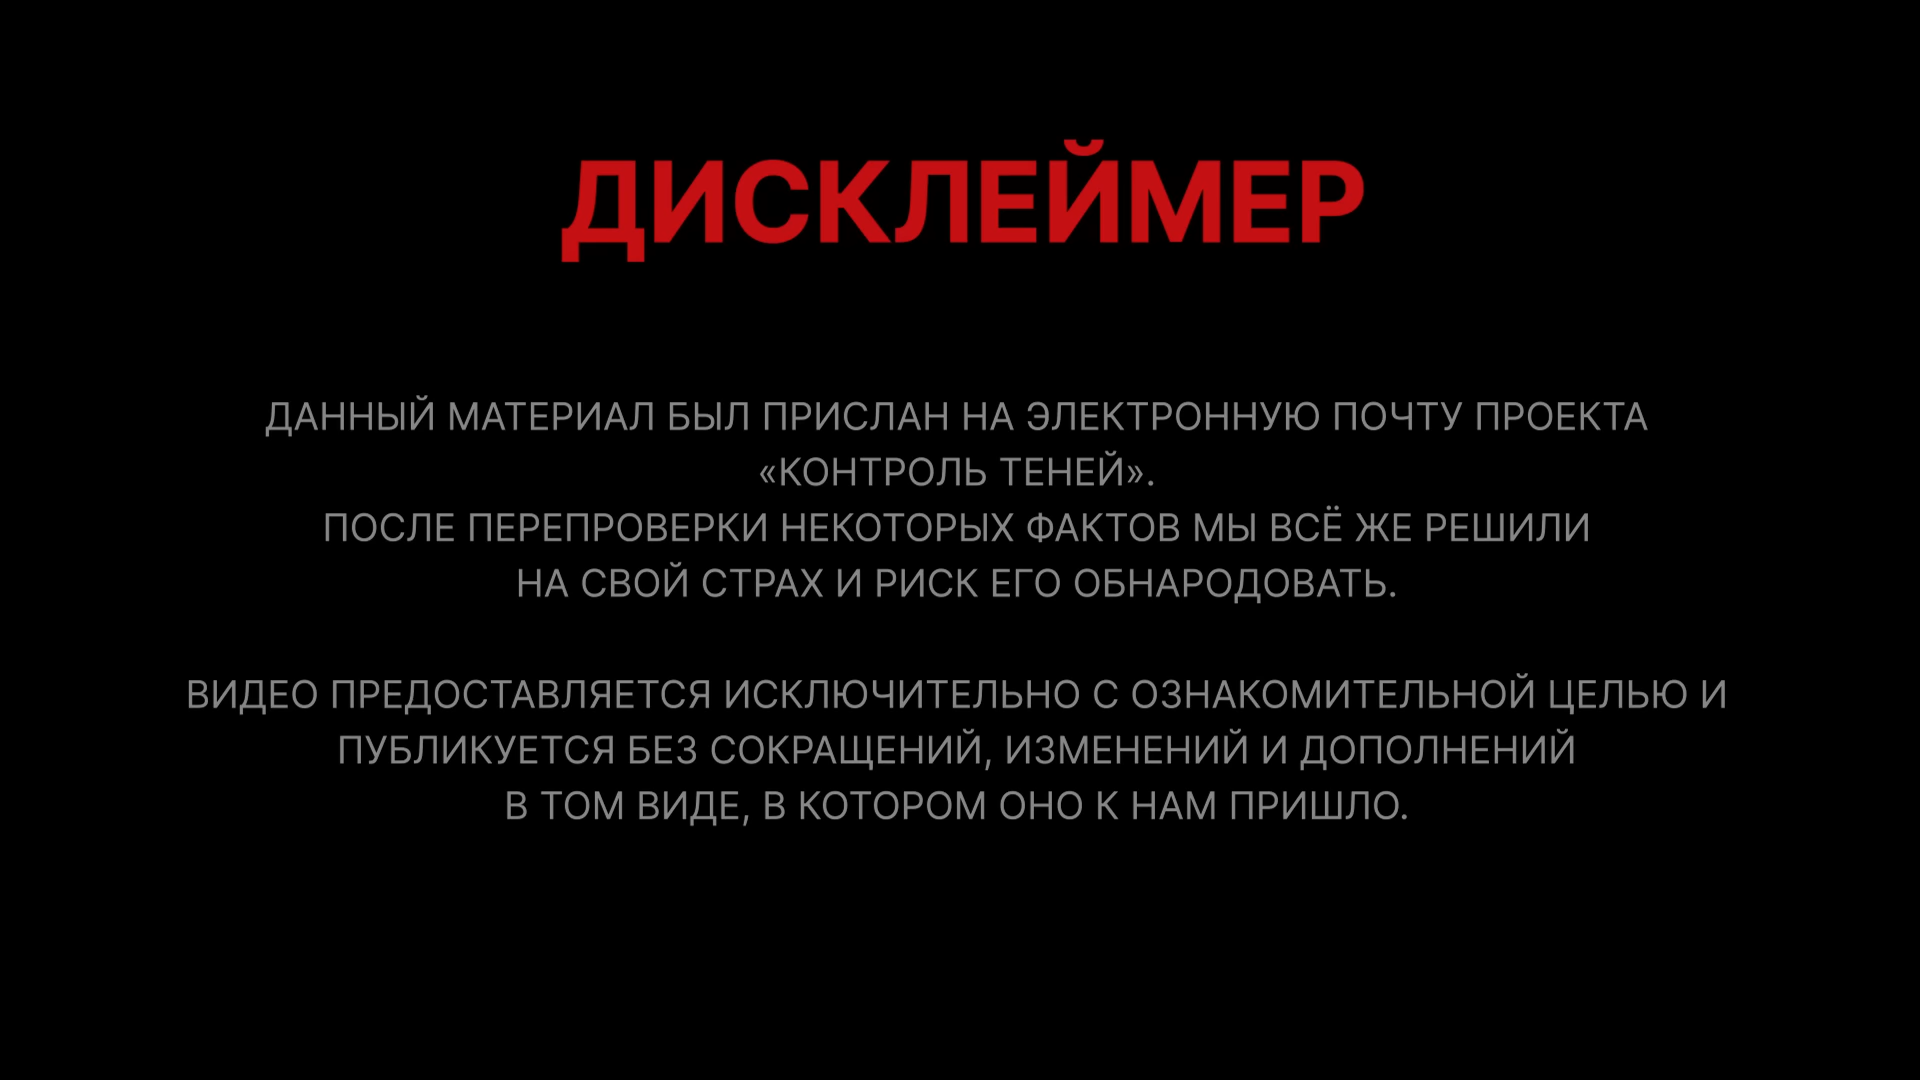 ДИСКЛЕЙМЕР
ДАННЫЙ МАТЕРИАЛ БЫЛ ПРИСЛАН НА ЭЛЕКТРОННУЮ ПОЧТУ ПРОЕКТА
«КОНТРОЛЬ ТЕНЕЙ».
ПОСЛЕ ПЕРЕПРОВЕРКИ НЕКОТОРЫХ ФАКТОВ МЫ ВСЁ ЖЕ РЕШИЛИ
НА СВОЙ СТРАХ И РИСК ЕГО ОБНАРОДОВАТЬ.
ВИДЕО ПРЕДОСТАВЛЯЕТСЯ ИСКЛЮЧИТЕЛЬНО С ОЗНАКОМИТЕЛЬНОЙ ЦЕЛЬЮ И
ПУБЛИКУЕТСЯ БЕЗ СОКРАЩЕНИЙ, ИЗМЕНЕНИЙ И ДОПОЛНЕНИЙ
В ТОМ ВИДЕ, В КОТОРОМ ОНО К НАМ ПРИШЛО.